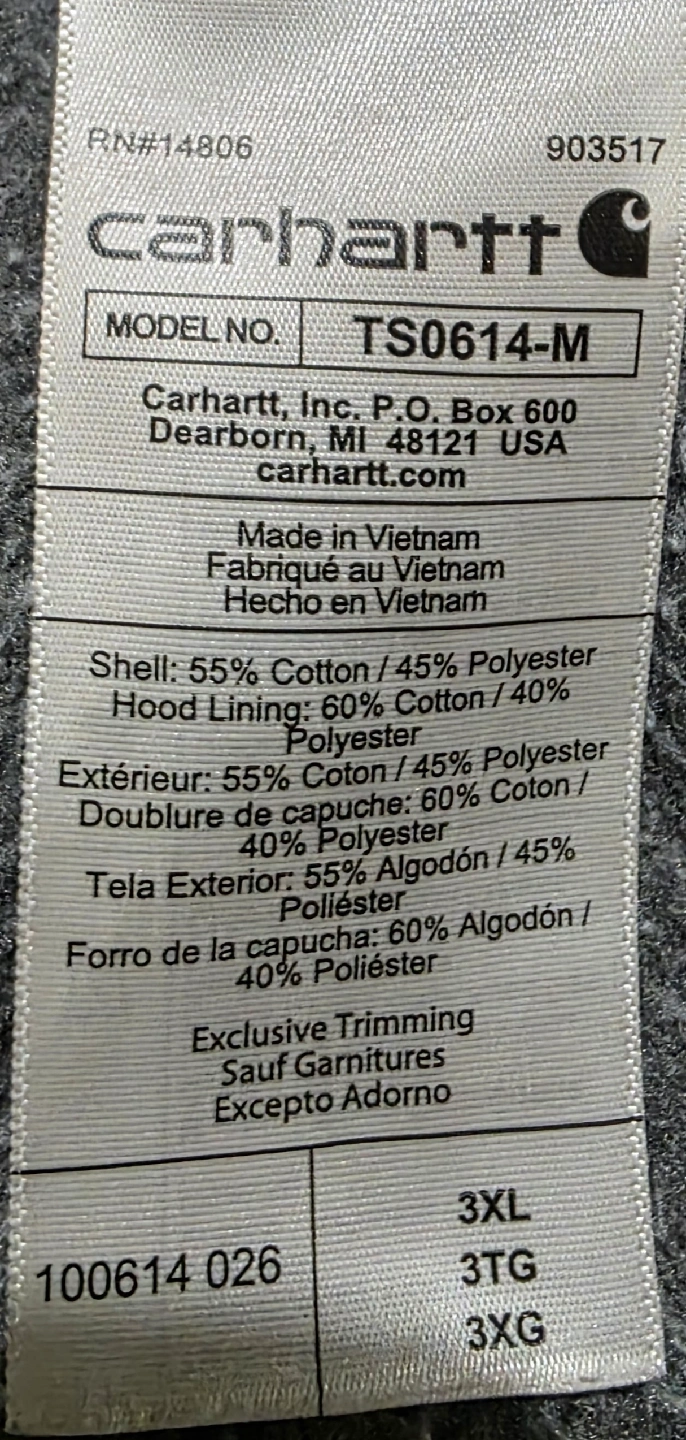 RN#14806 903517
carhartt
MODEL NO. TS0614-M
Carhartt, Inc. P.O. Box 600
Dearborn, MI 48121 USA
carhartt.com
Made in Vietnam
Fabriqué au Vietnam
Hecho en Vietnam
Shell: 55% Cotton / 45% Polyester
Hood Lining: 60% Cotton / 40%
Polyester
Extérieur: 55% Coton / 45% Polyester
Doublure de capuche: 60% Coton /
40% Polyester
Tela Exterior: 55% Algodón / 45%
Poliéster
Forro de la capucha: 60% Algodón /
40% Poliéster
Exclusive Trimming
Sauf Garnitures
Excepto Adorno
100614 026
3XL
3TG
3XG